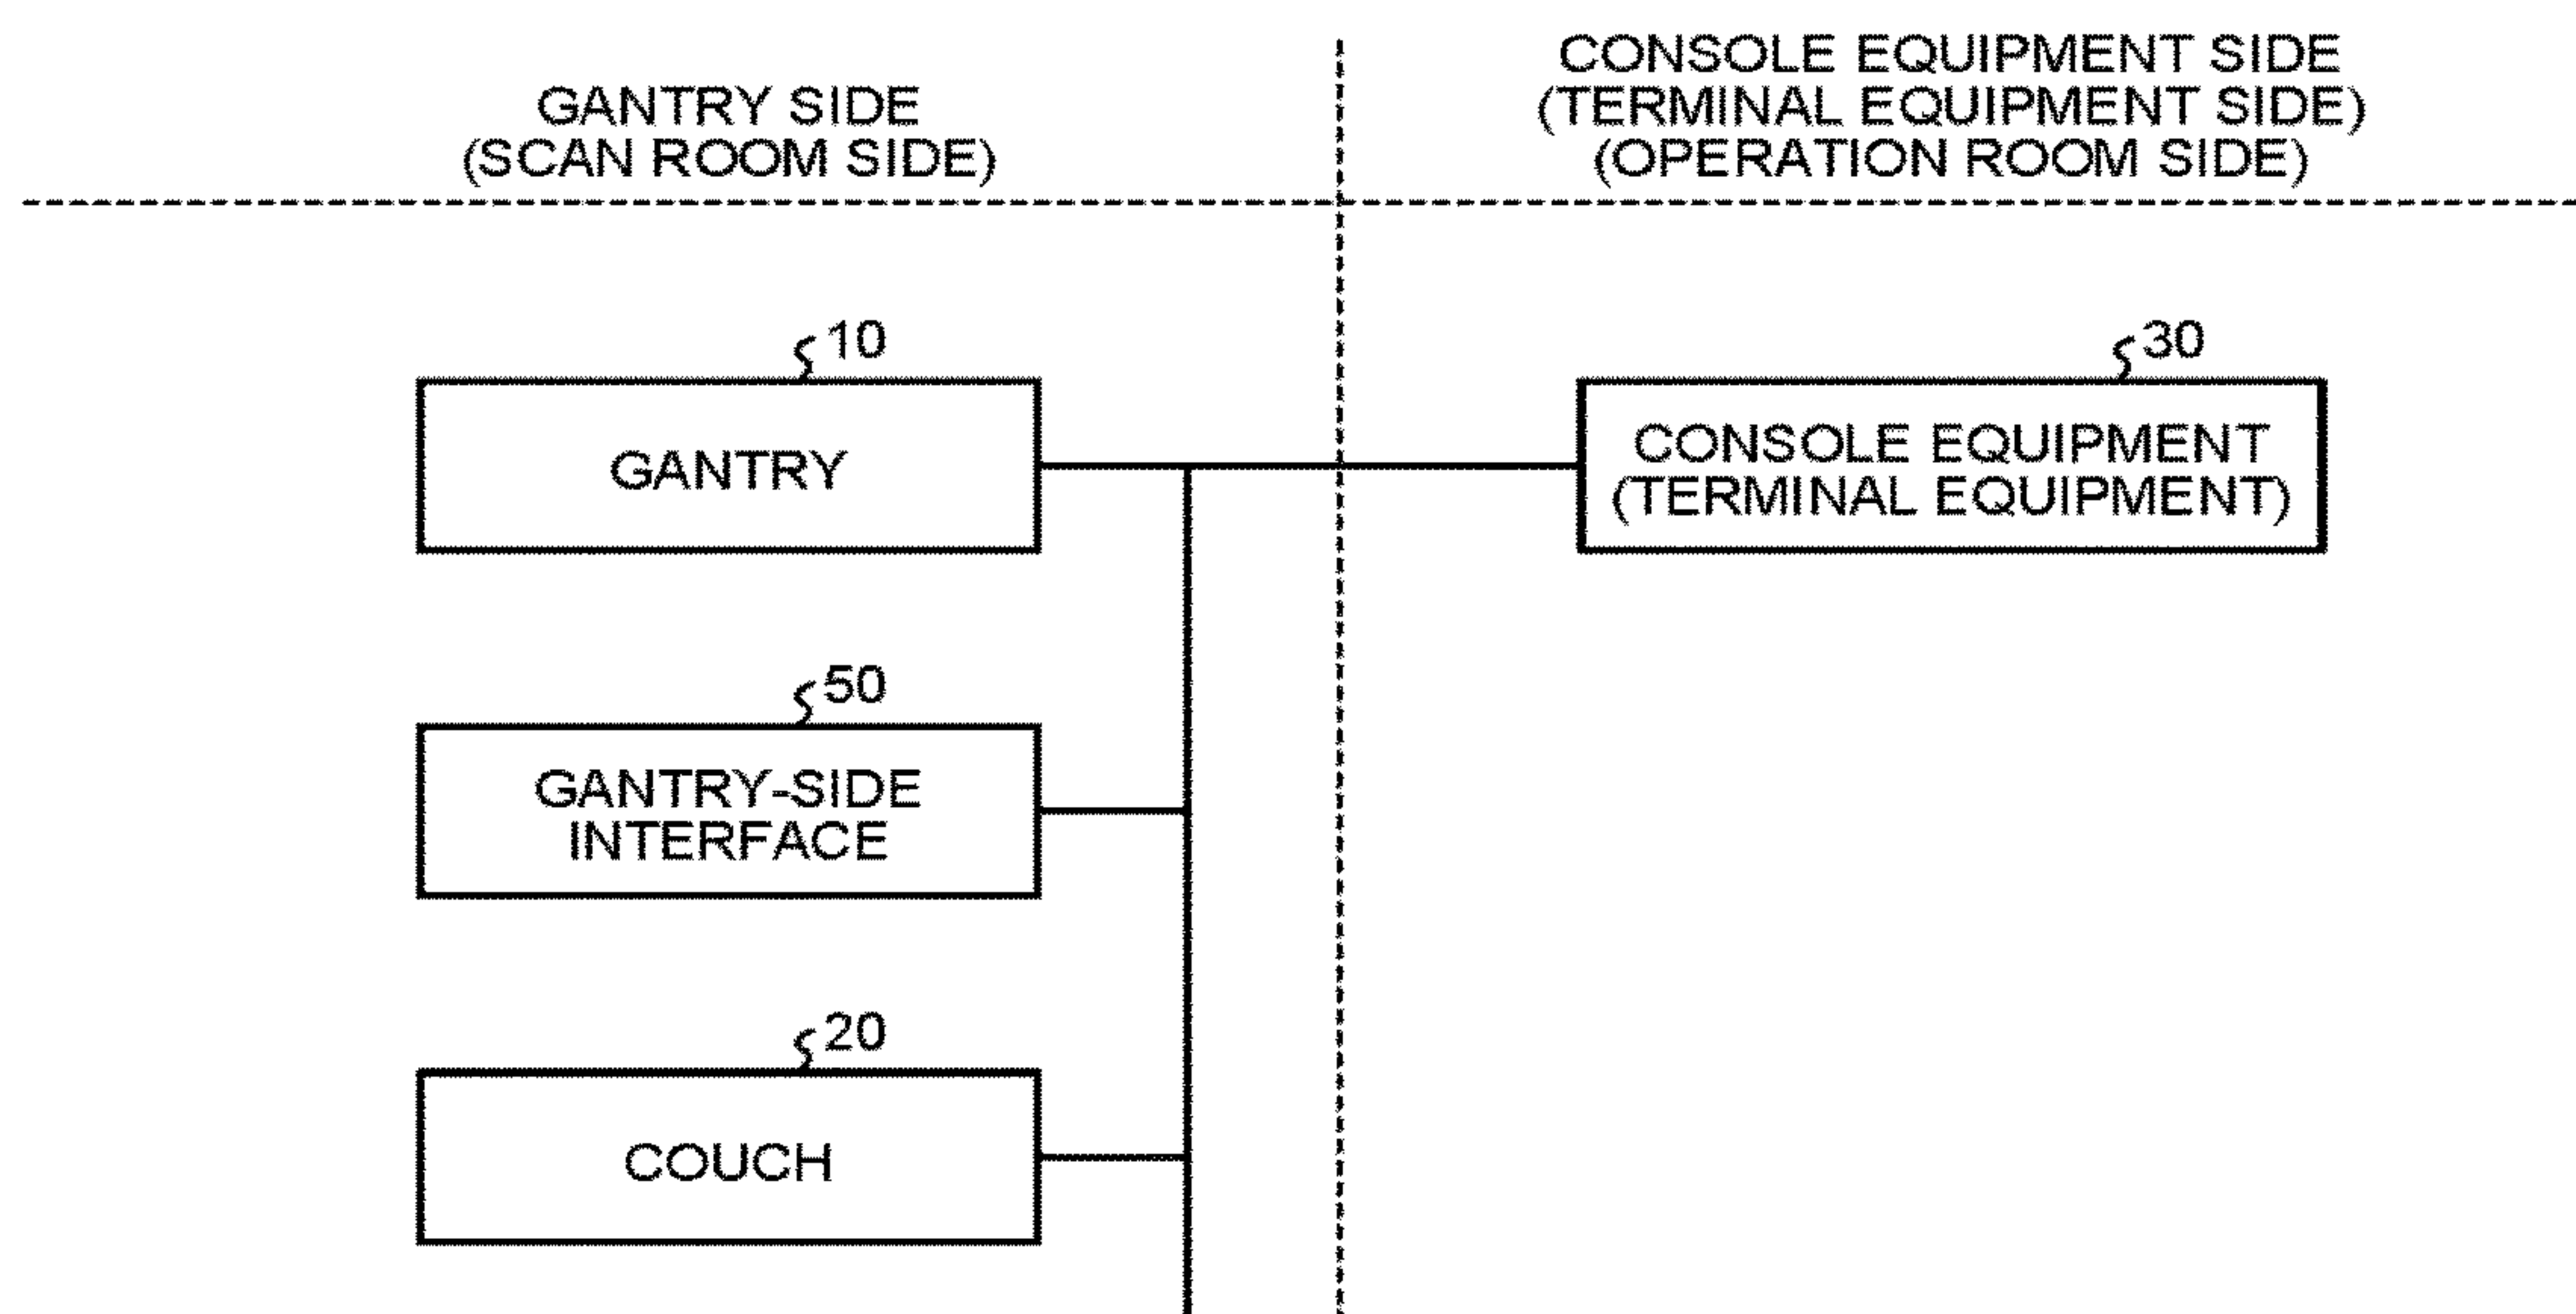 GANTRY SIDE
(SCAN ROOM SIDE)
CONSOLE EQUIPMENT SIDE
(TERMINAL EQUIPMENT SIDE)
(OPERATION ROOM SIDE)
10
GANTRY
30
CONSOLE EQUIPMENT
(TERMINAL EQUIPMENT)
50
GANTRY-SIDE
INTERFACE
20
COUCH